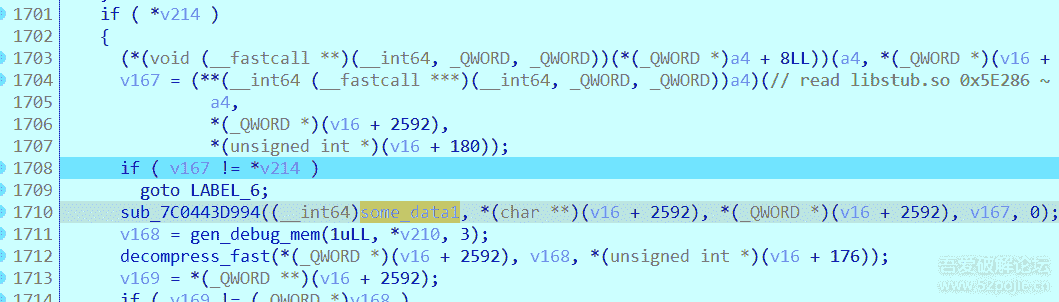 1701 if ( *v214 )
1702 {
1703 (*(void (__fastcall **)(__int64, _QWORD, _QWORD))(*(_QWORD *)a4 + 8LL))(a4, *(_QWORD *)(v16 +
1704 v167 = (**(__int64 (__fastcall ***)(__int64, _QWORD, _QWORD))a4)(// read libstub.so 0x5E286 ~
1705 a4,
1706 *(_QWORD *)(v16 + 2592),
1707 *(unsigned int *)(v16 + 180));
1708 if ( v167 != *v214 )
1709 goto LABEL_6;
1710 sub_7C0443D994((__int64)some_data1, *(char **)(v16 + 2592), *(_QWORD *)(v16 + 2592), v167, 0);
1711 v168 = gen_debug_mem(1uLL, *v210, 3);
1712 decompress_fast(*(_QWORD *)(v16 + 2592), v168, *(unsigned int *)(v16 + 176));
1713 v169 = *(_QWORD **)(v16 + 2592);
1714 if ( v169 != (_QWORD *)v168 )
吾爱破解论坛
www.52pojie.cn